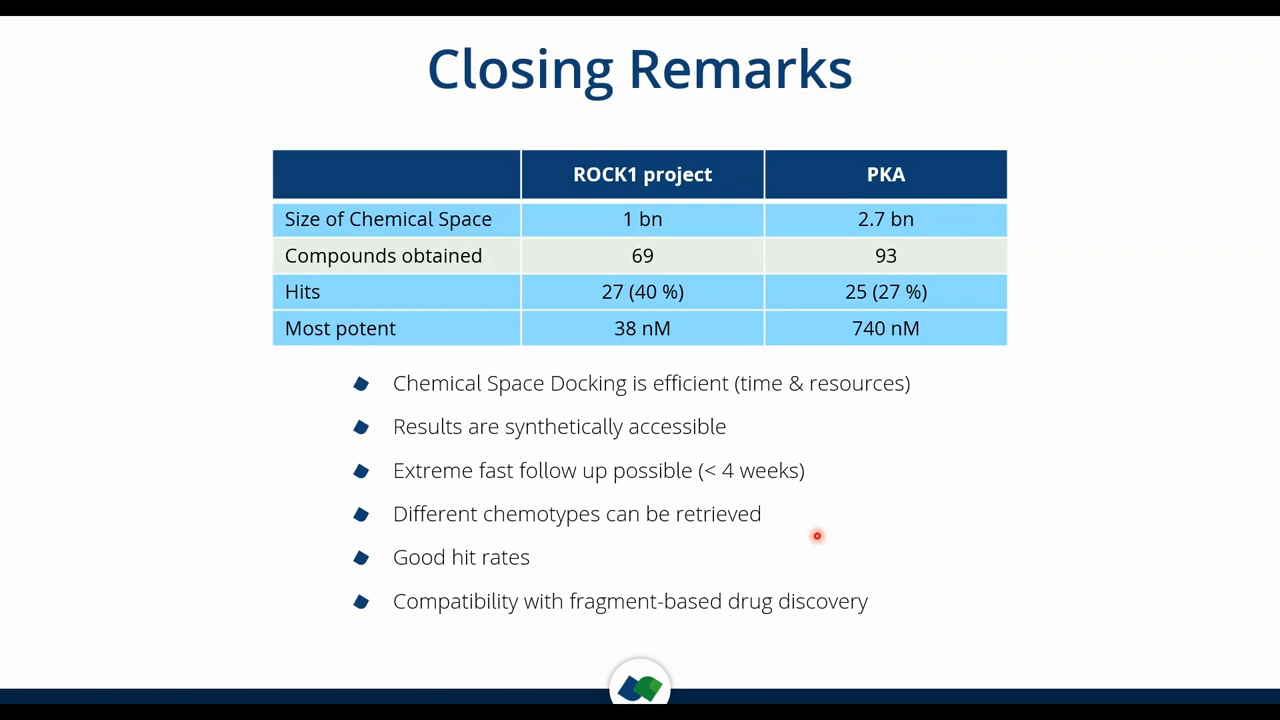 Closing Remarks
ROCK1 project PKA
Size of Chemical Space 1 bn 2.7 bn
Compounds obtained 69 93
Hits 27 (40 %) 25 (27 %)
Most potent 38 nM 740 nM
Chemical Space Docking is efficient (time & resources)
Results are synthetically accessible
Extreme fast follow up possible (< 4 weeks)
Different chemotypes can be retrieved
Good hit rates
Compatibility with fragment-based drug discovery